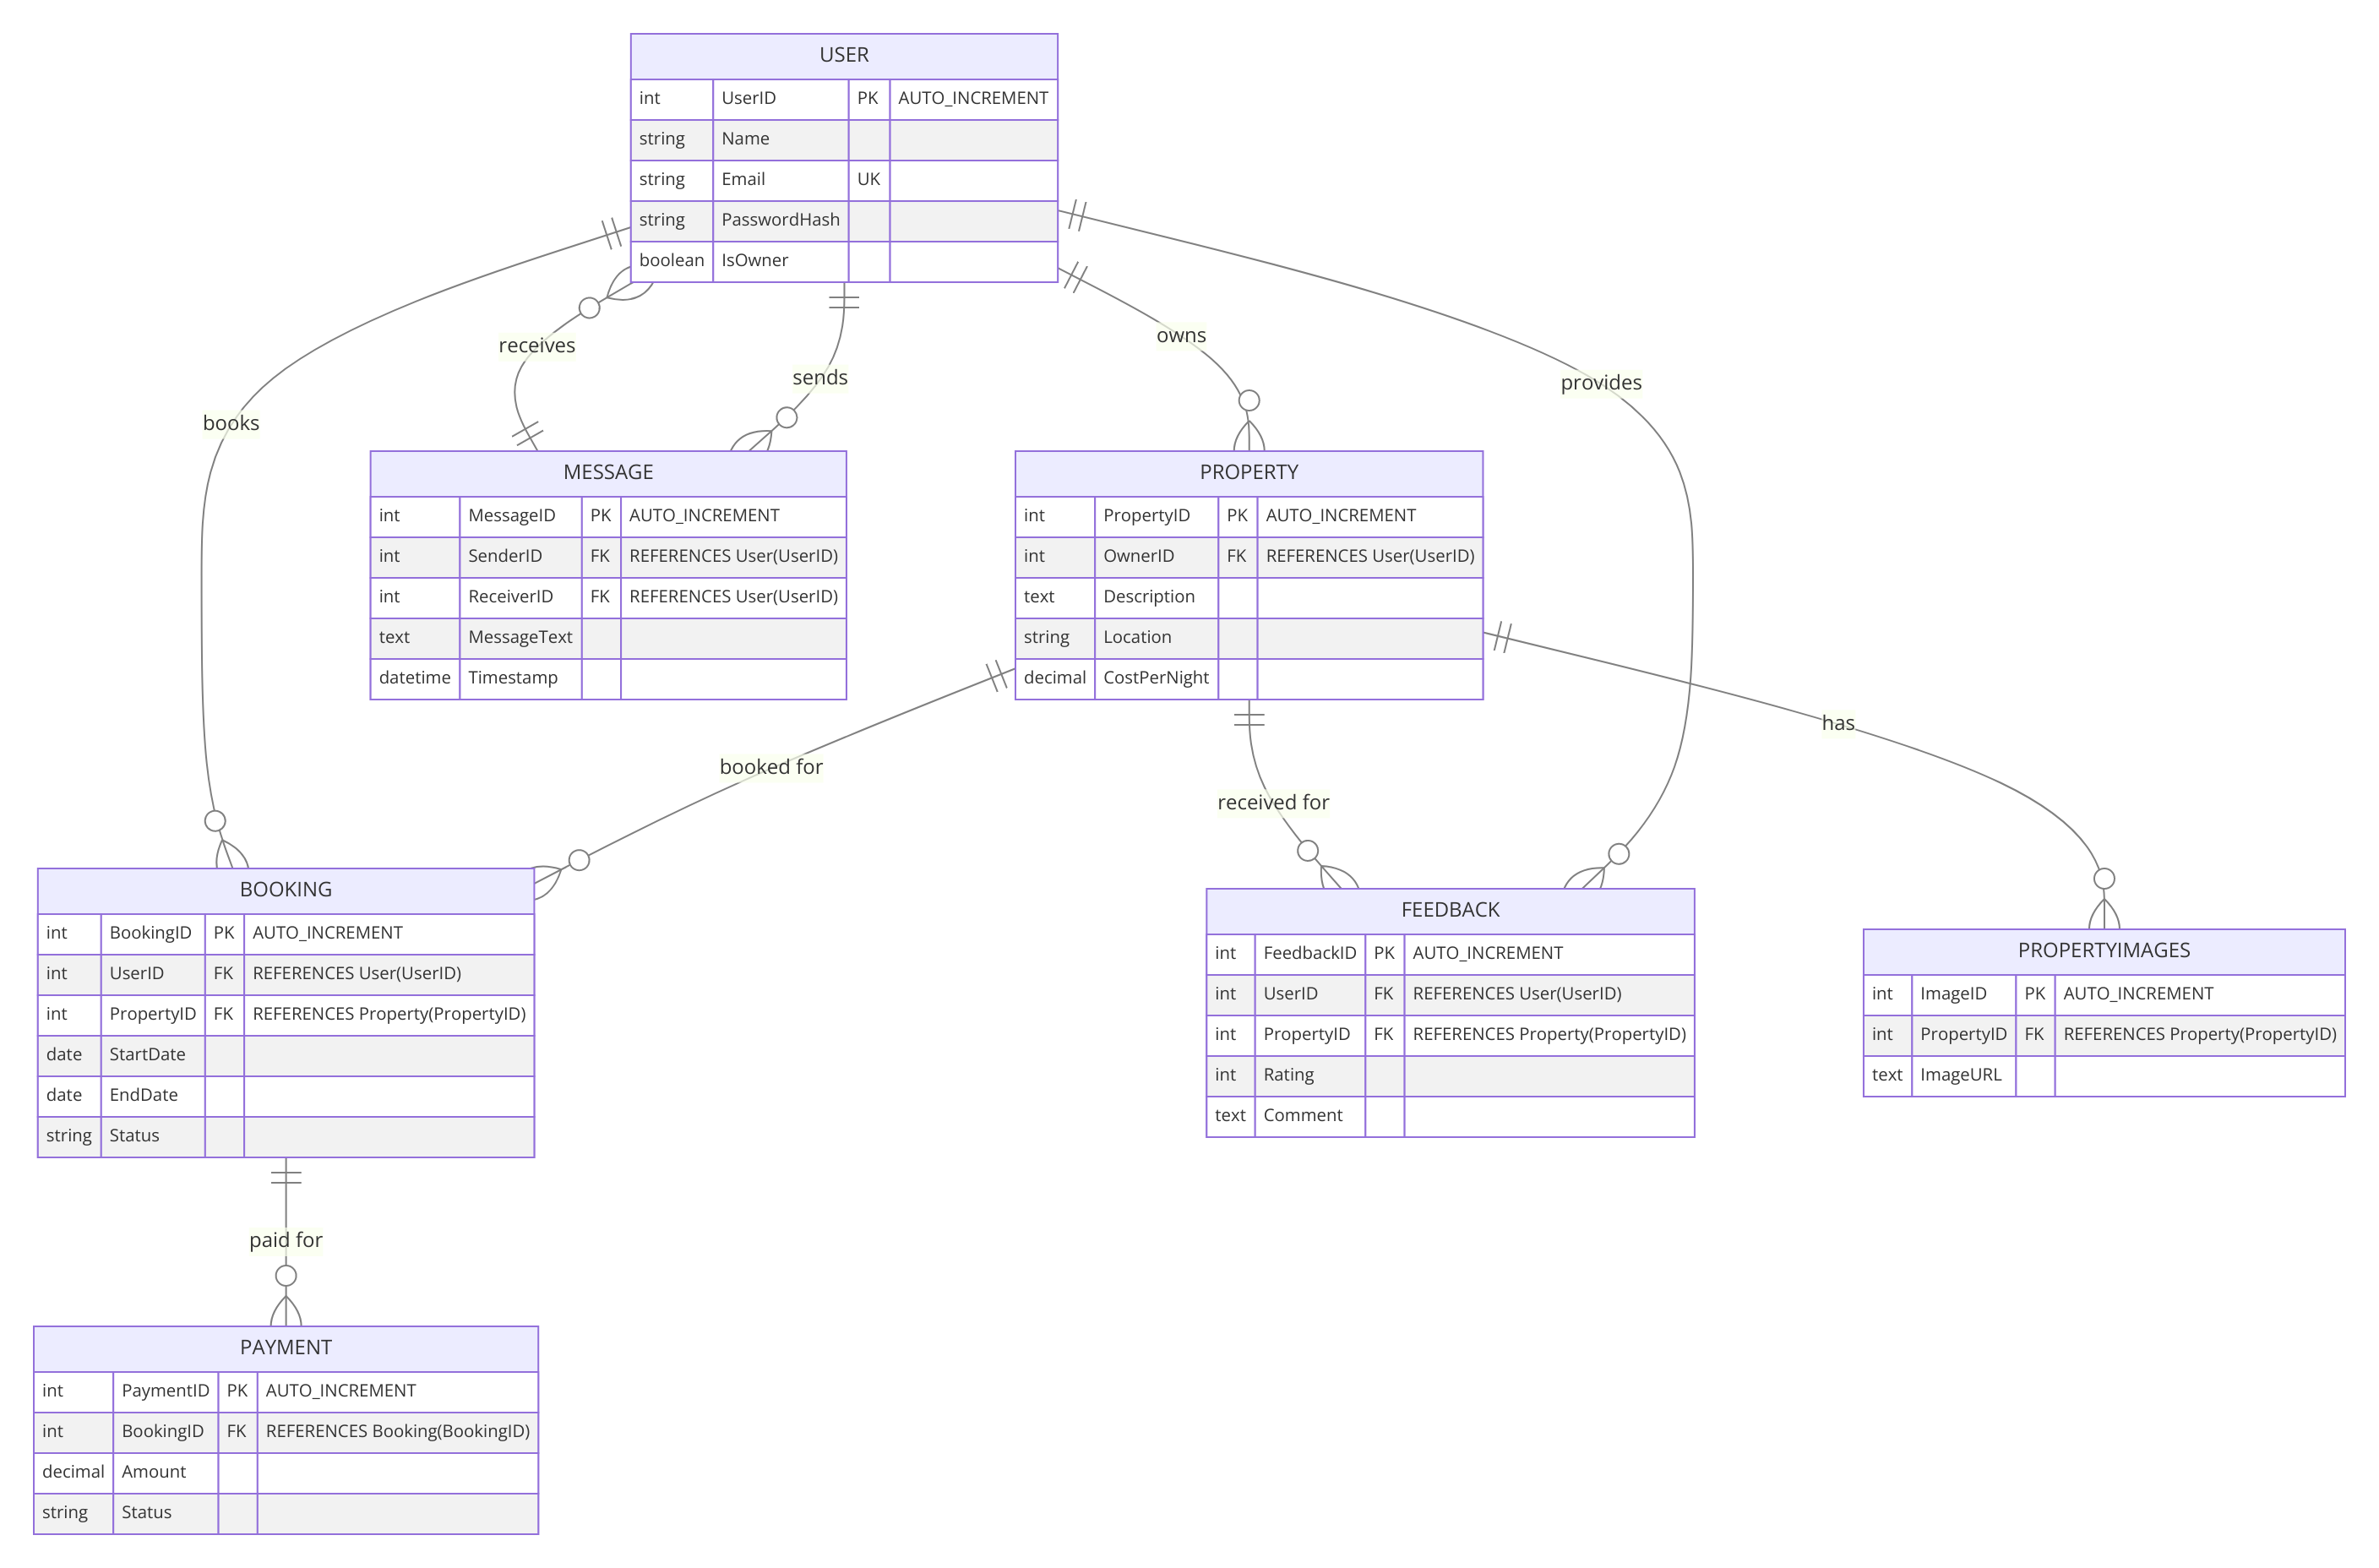 USER
int UserID PK AUTO_INCREMENT
string Name
string Email UK
string PasswordHash
boolean IsOwner
receives
sends
owns
provides
books
MESSAGE
int MessageID PK AUTO_INCREMENT
int SenderID FK REFERENCES User(UserID)
int ReceiverID FK REFERENCES User(UserID)
text MessageText
datetime Timestamp
PROPERTY
int PropertyID PK AUTO_INCREMENT
int OwnerID FK REFERENCES User(UserID)
text Description
string Location
decimal CostPerNight
has
booked for
received for
BOOKING
int BookingID PK AUTO_INCREMENT
int UserID FK REFERENCES User(UserID)
int PropertyID FK REFERENCES Property(PropertyID)
date StartDate
date EndDate
string Status
FEEDBACK
int FeedbackID PK AUTO_INCREMENT
int UserID FK REFERENCES User(UserID)
int PropertyID FK REFERENCES Property(PropertyID)
int Rating
text Comment
PROPERTYIMAGES
int ImageID PK AUTO_INCREMENT
int PropertyID FK REFERENCES Property(PropertyID)
text ImageURL
paid for
PAYMENT
int PaymentID PK AUTO_INCREMENT
int BookingID FK REFERENCES Booking(BookingID)
decimal Amount
string Status